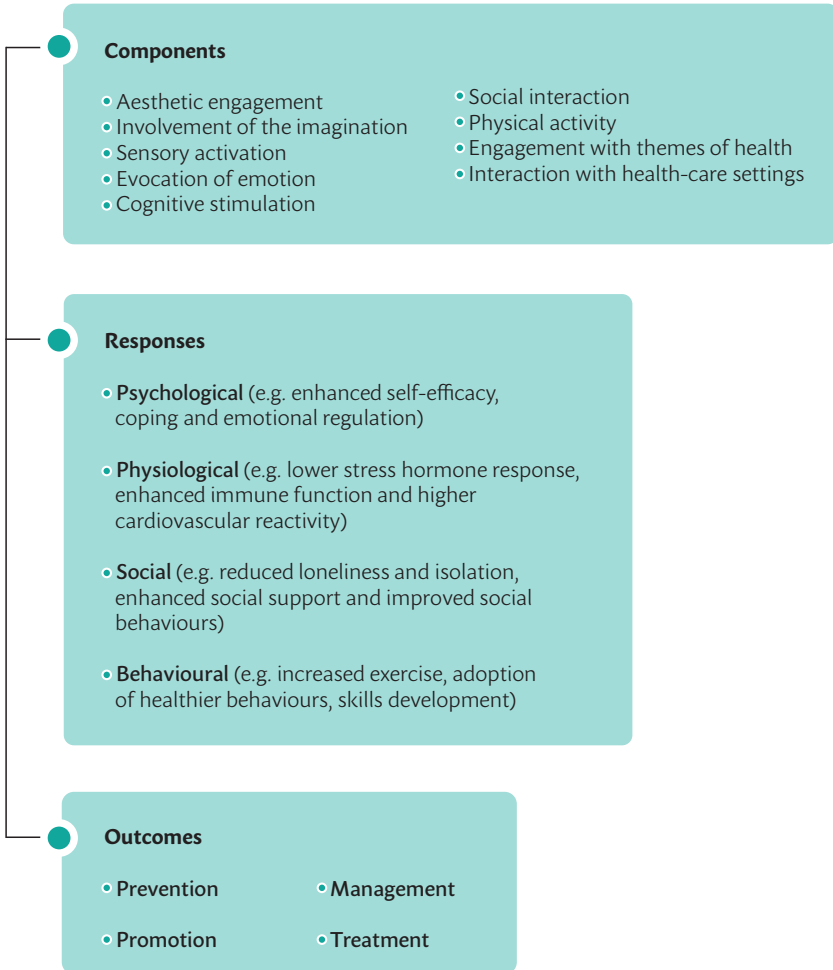 Components
Aesthetic engagement
Involvement of the imagination
Sensory activation
Evocation of emotion
Cognitive stimulation
Social interaction
Physical activity
Engagement with themes of health
Interaction with health-care settings
Responses
Psychological (e.g. enhanced self-efficacy,
coping and emotional regulation)
Physiological (e.g. lower stress hormone response,
enhanced immune function and higher
cardiovascular reactivity)
Social (e.g. reduced loneliness and isolation,
enhanced social support and improved social
behaviours)
Behavioural (e.g. increased exercise, adoption
of healthier behaviours, skills development)
Outcomes
Prevention
Management
Promotion
Treatment